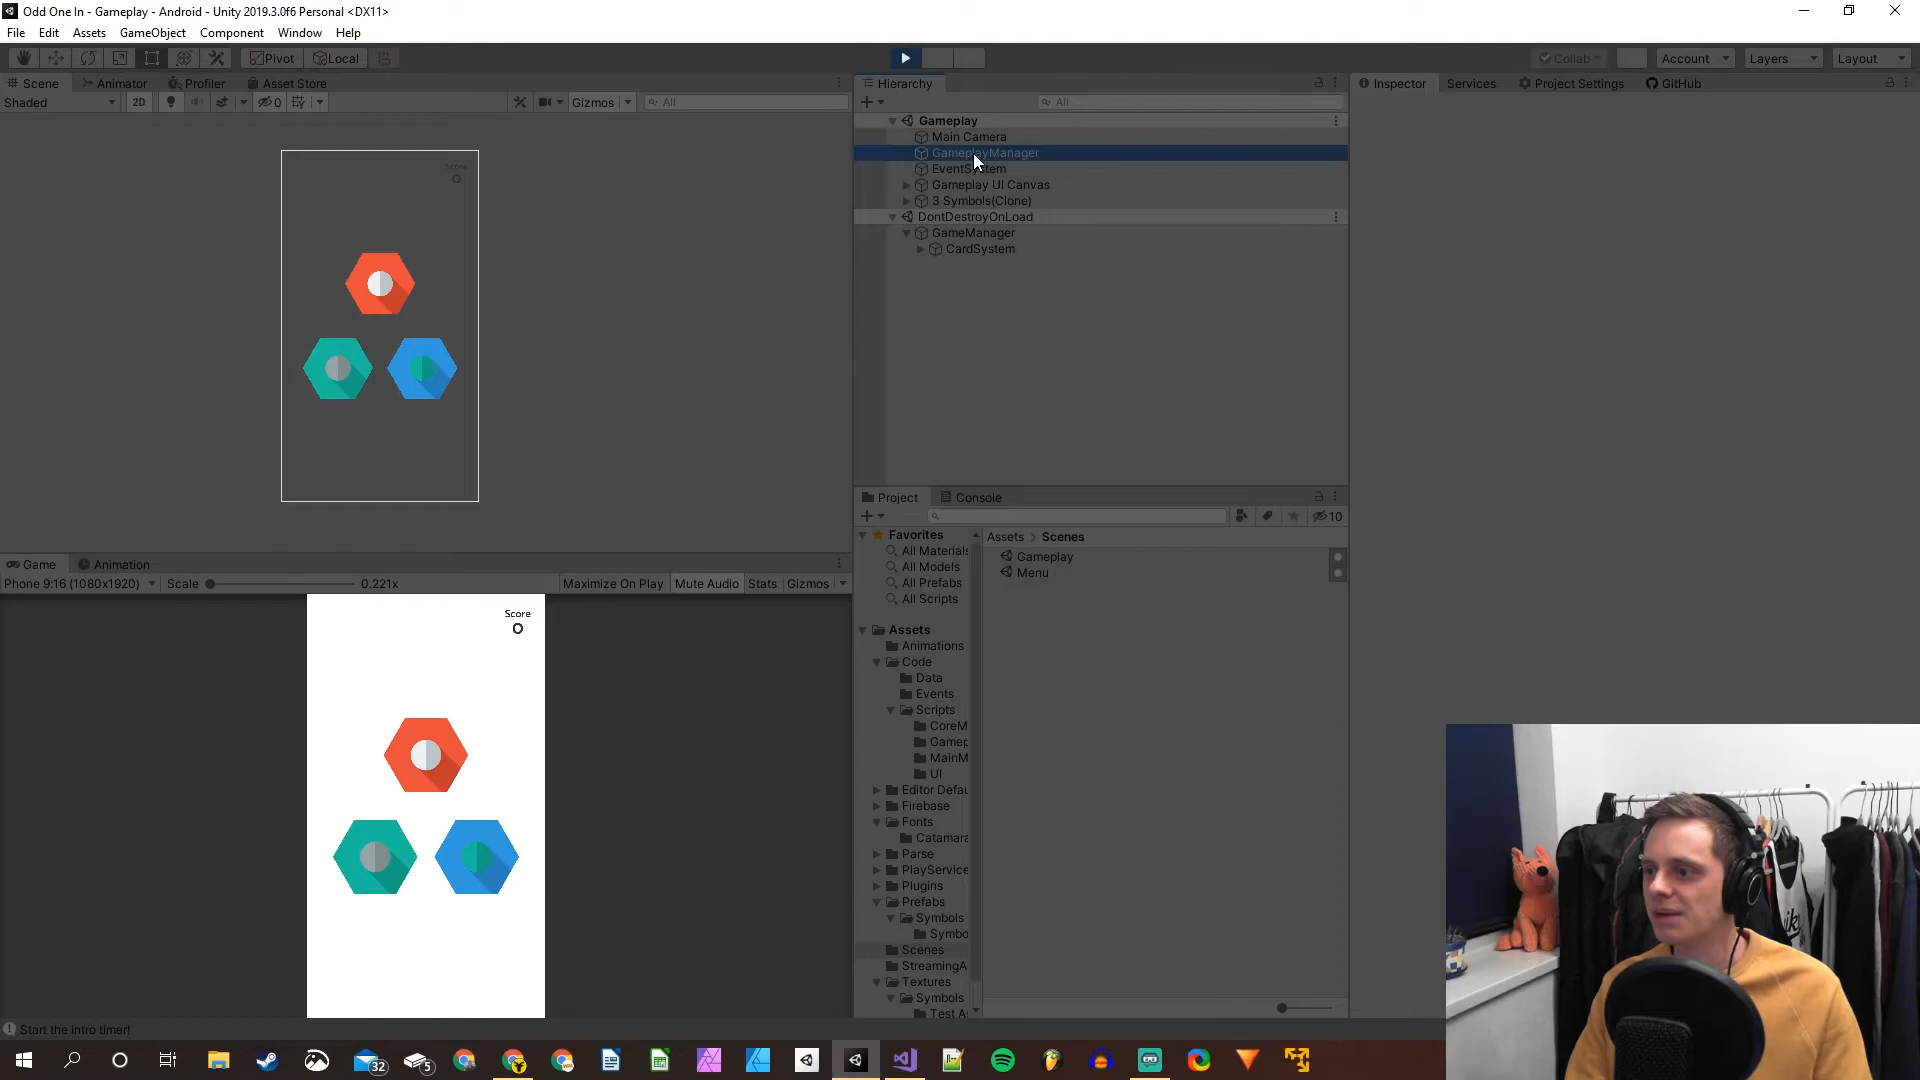 Odd One In - Gameplay - Android - Unity 2019.3.0f6 Personal <DX11>
File Edit Assets GameObject Component Window Help
Pivot Local Collab Account Layers Layout
Scene Animator Profiler Asset Store
Shaded 2D 0 Gizmos All
Score
0
Hierarchy
All
Gameplay
Main Camera
GameplayManager
EventSystem
Gameplay UI Canvas
3 Symbols(Clone)
DontDestroyOnLoad
GameManager
CardSystem
Inspector Services Project Settings GitHub
Project Console
10
Favorites
All Materials
All Models
All Prefabs
All Scripts
Assets
Animations
Code
Data
Events
Scripts
CoreM
Gamep
MainM
UI
Editor Defau
Firebase
Fonts
Catamara
Parse
PlayService
Plugins
Prefabs
Symbols
Symbo
Scenes
StreamingA
Textures
Symbols
Test A
Assets > Scenes
Gameplay
Menu
Game Animation
Phone 9:16 (1080x1920) Scale 0.221x Maximize On Play Mute Audio Stats Gizmos
Score
0
Start the intro timer!
32
5